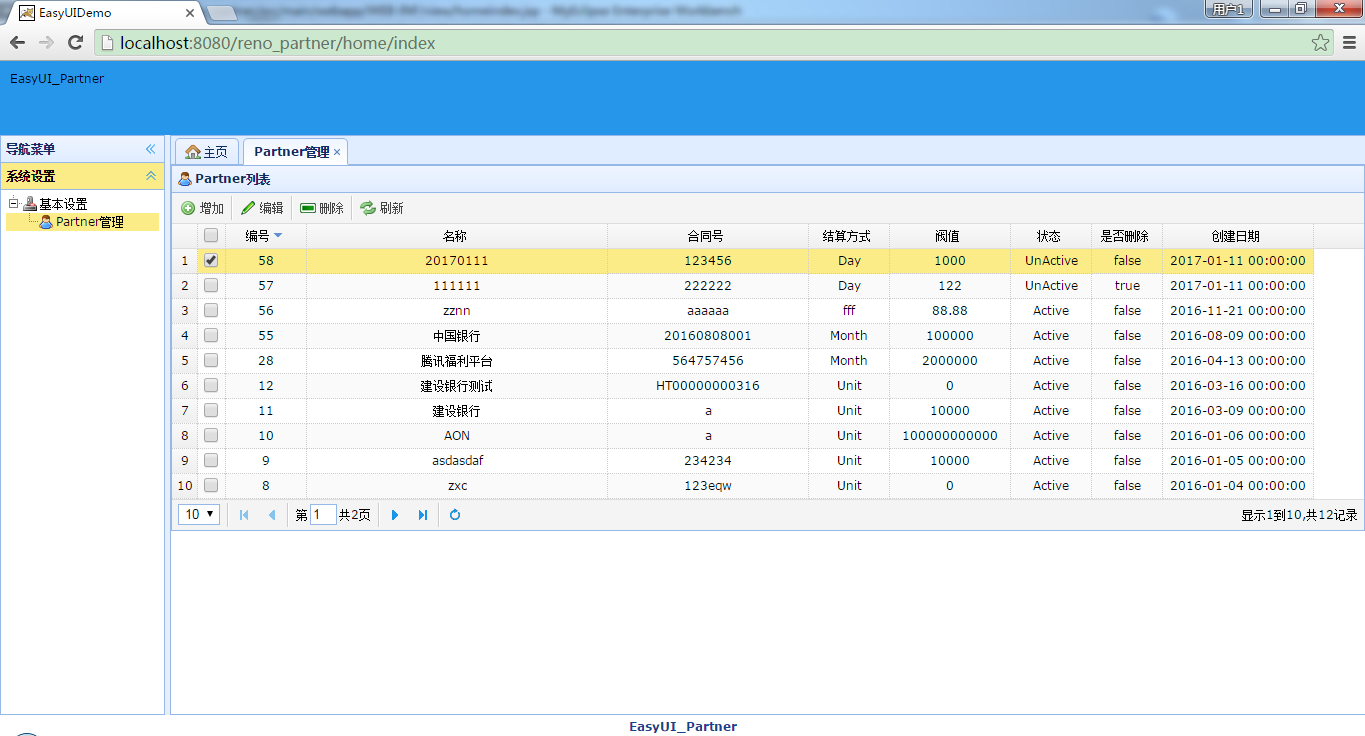 EasyUIDemo
用户1
localhost:8080/reno_partner/home/index
EasyUI_Partner
导航菜单
系统设置
基本设置
Partner管理
主页 Partner管理
Partner列表
增加 编辑 删除 刷新
编号 名称 合同号 结算方式 阀值 状态 是否删除 创建日期
1 58 20170111 123456 Day 1000 UnActive false 2017-01-11 00:00:00
2 57 111111 222222 Day 122 UnActive true 2017-01-11 00:00:00
3 56 zznn aaaaaa fff 88.88 Active false 2016-11-21 00:00:00
4 55 中国银行 20160808001 Month 100000 Active false 2016-08-09 00:00:00
5 28 腾讯福利平台 564757456 Month 2000000 Active false 2016-04-13 00:00:00
6 12 建设银行测试 HT00000000316 Unit 0 Active false 2016-03-16 00:00:00
7 11 建设银行 a Unit 10000 Active false 2016-03-09 00:00:00
8 10 AON a Unit 100000000000 Active false 2016-01-06 00:00:00
9 9 asdasdaf 234234 Unit 10000 Active false 2016-01-05 00:00:00
10 8 zxc 123eqw Unit 0 Active false 2016-01-04 00:00:00
10 第 1 共2页 显示1到10,共12记录
EasyUI_Partner